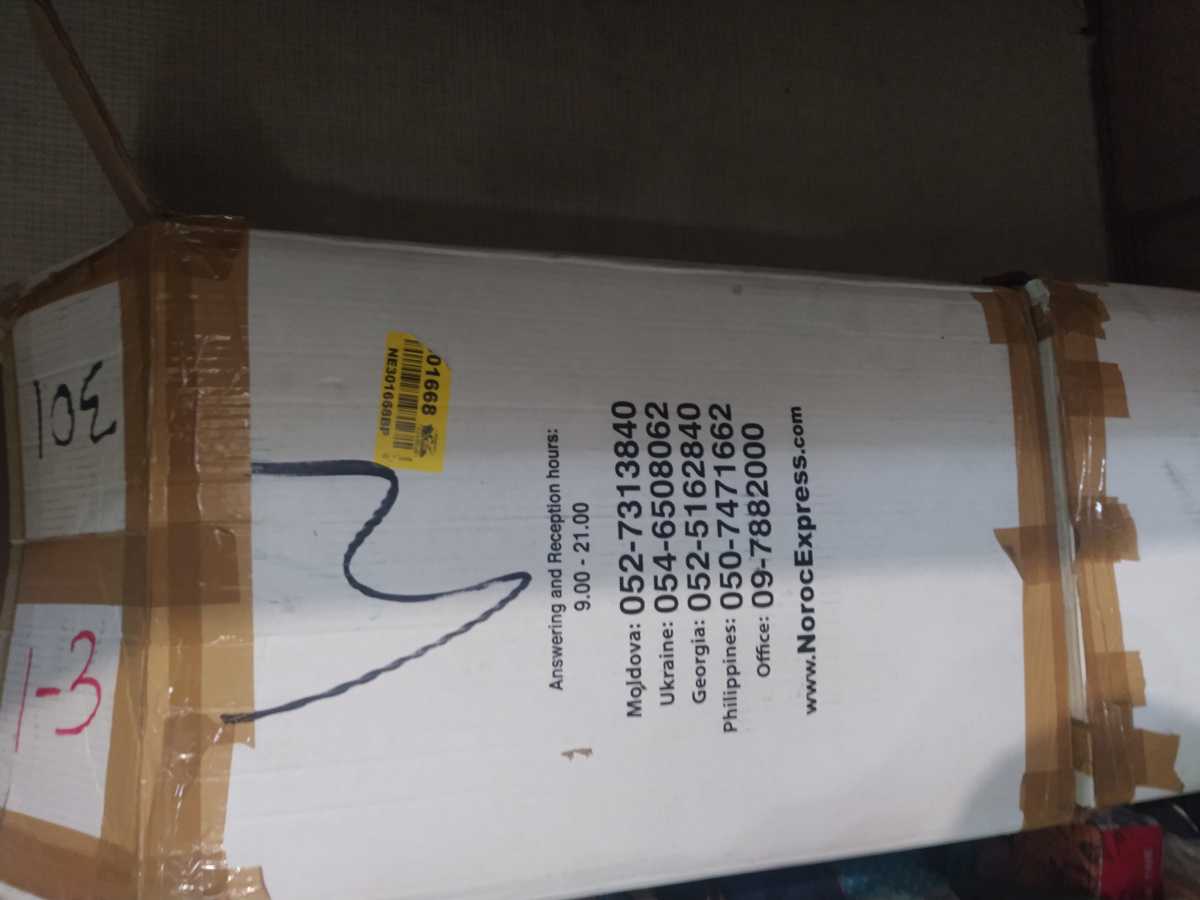 301
1-3
01668
NE301668BP
Answering and Reception hours:
9.00 - 21.00
Moldova: 052-7313840
Ukraine: 054-6508062
Georgia: 052-5162840
Philippines: 050-7471662
Office: 09-7882000
www.NorocExpress.com